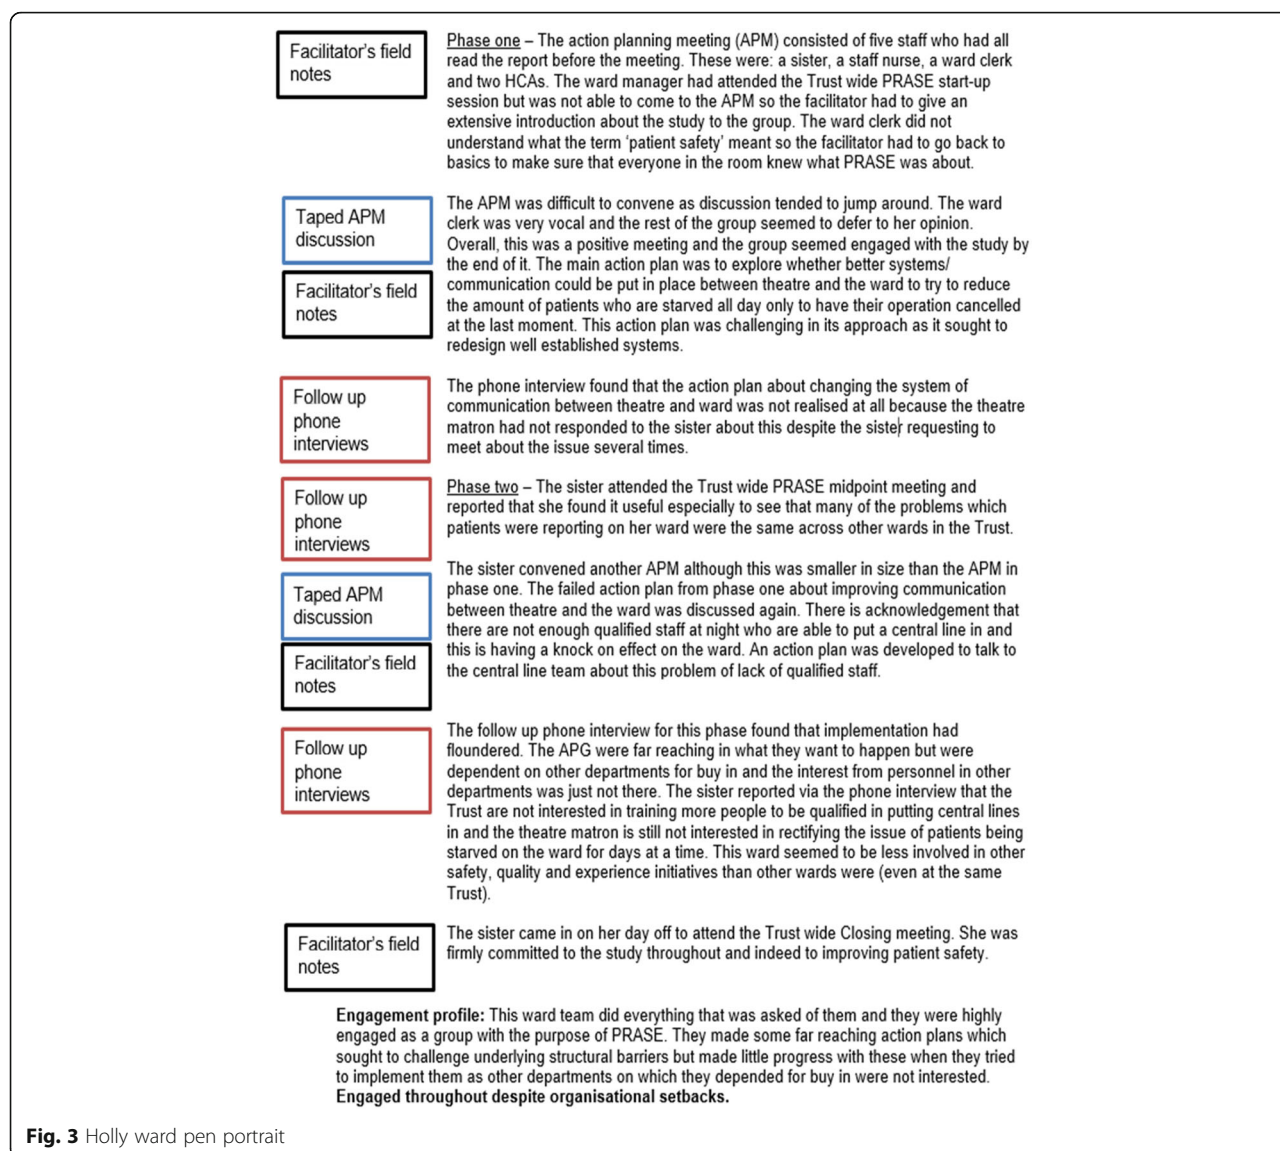 Facilitator's field
notes
Phase one – The action planning meeting (APM) consisted of five staff who had all
read the report before the meeting. These were: a sister, a staff nurse, a ward clerk
and two HCAs. The ward manager had attended the Trust wide PRASE start-up
session but was not able to come to the APM so the facilitator had to give an
extensive introduction about the study to the group. The ward clerk did not
understand what the term 'patient safety' meant so the facilitator had to go back to
basics to make sure that everyone in the room knew what PRASE was about.
Taped APM
discussion
Facilitator's field
notes
The APM was difficult to convene as discussion tended to jump around. The ward
clerk was very vocal and the rest of the group seemed to defer to her opinion.
Overall, this was a positive meeting and the group seemed engaged with the study by
the end of it. The main action plan was to explore whether better systems/
communication could be put in place between theatre and the ward to try to reduce
the amount of patients who are starved all day only to have their operation cancelled
at the last moment. This action plan was challenging in its approach as it sought to
redesign well established systems.
Follow up
phone
interviews
The phone interview found that the action plan about changing the system of
communication between theatre and ward was not realised at all because the theatre
matron had not responded to the sister about this despite the sister requesting to
meet about the issue several times.
Follow up
phone
interviews
Phase two – The sister attended the Trust wide PRASE midpoint meeting and
reported that she found it useful especially to see that many of the problems which
patients were reporting on her ward were the same across other wards in the Trust.
Taped APM
discussion
Facilitator's field
notes
The sister convened another APM although this was smaller in size than the APM in
phase one. The failed action plan from phase one about improving communication
between theatre and the ward was discussed again. There is acknowledgement that
there are not enough qualified staff at night who are able to put a central line in and
this is having a knock on effect on the ward. An action plan was developed to talk to
the central line team about this problem of lack of qualified staff.
Follow up
phone
interviews
The follow up phone interview for this phase found that implementation had
floundered. The APG were far reaching in what they want to happen but were
dependent on other departments for buy in and the interest from personnel in other
departments was just not there. The sister reported via the phone interview that the
Trust are not interested in training more people to be qualified in putting central lines
in and the theatre matron is still not interested in rectifying the issue of patients being
starved on the ward for days at a time. This ward seemed to be less involved in other
safety, quality and experience initiatives than other wards were (even at the same
Trust).
Facilitator's field
notes
The sister came in on her day off to attend the Trust wide Closing meeting. She was
firmly committed to the study throughout and indeed to improving patient safety.
Engagement profile: This ward team did everything that was asked of them and they were highly
engaged as a group with the purpose of PRASE. They made some far reaching action plans which
sought to challenge underlying structural barriers but made little progress with these when they tried
to implement them as other departments on which they depended for buy in were not interested.
Engaged throughout despite organisational setbacks.
Fig. 3 Holly ward pen portrait